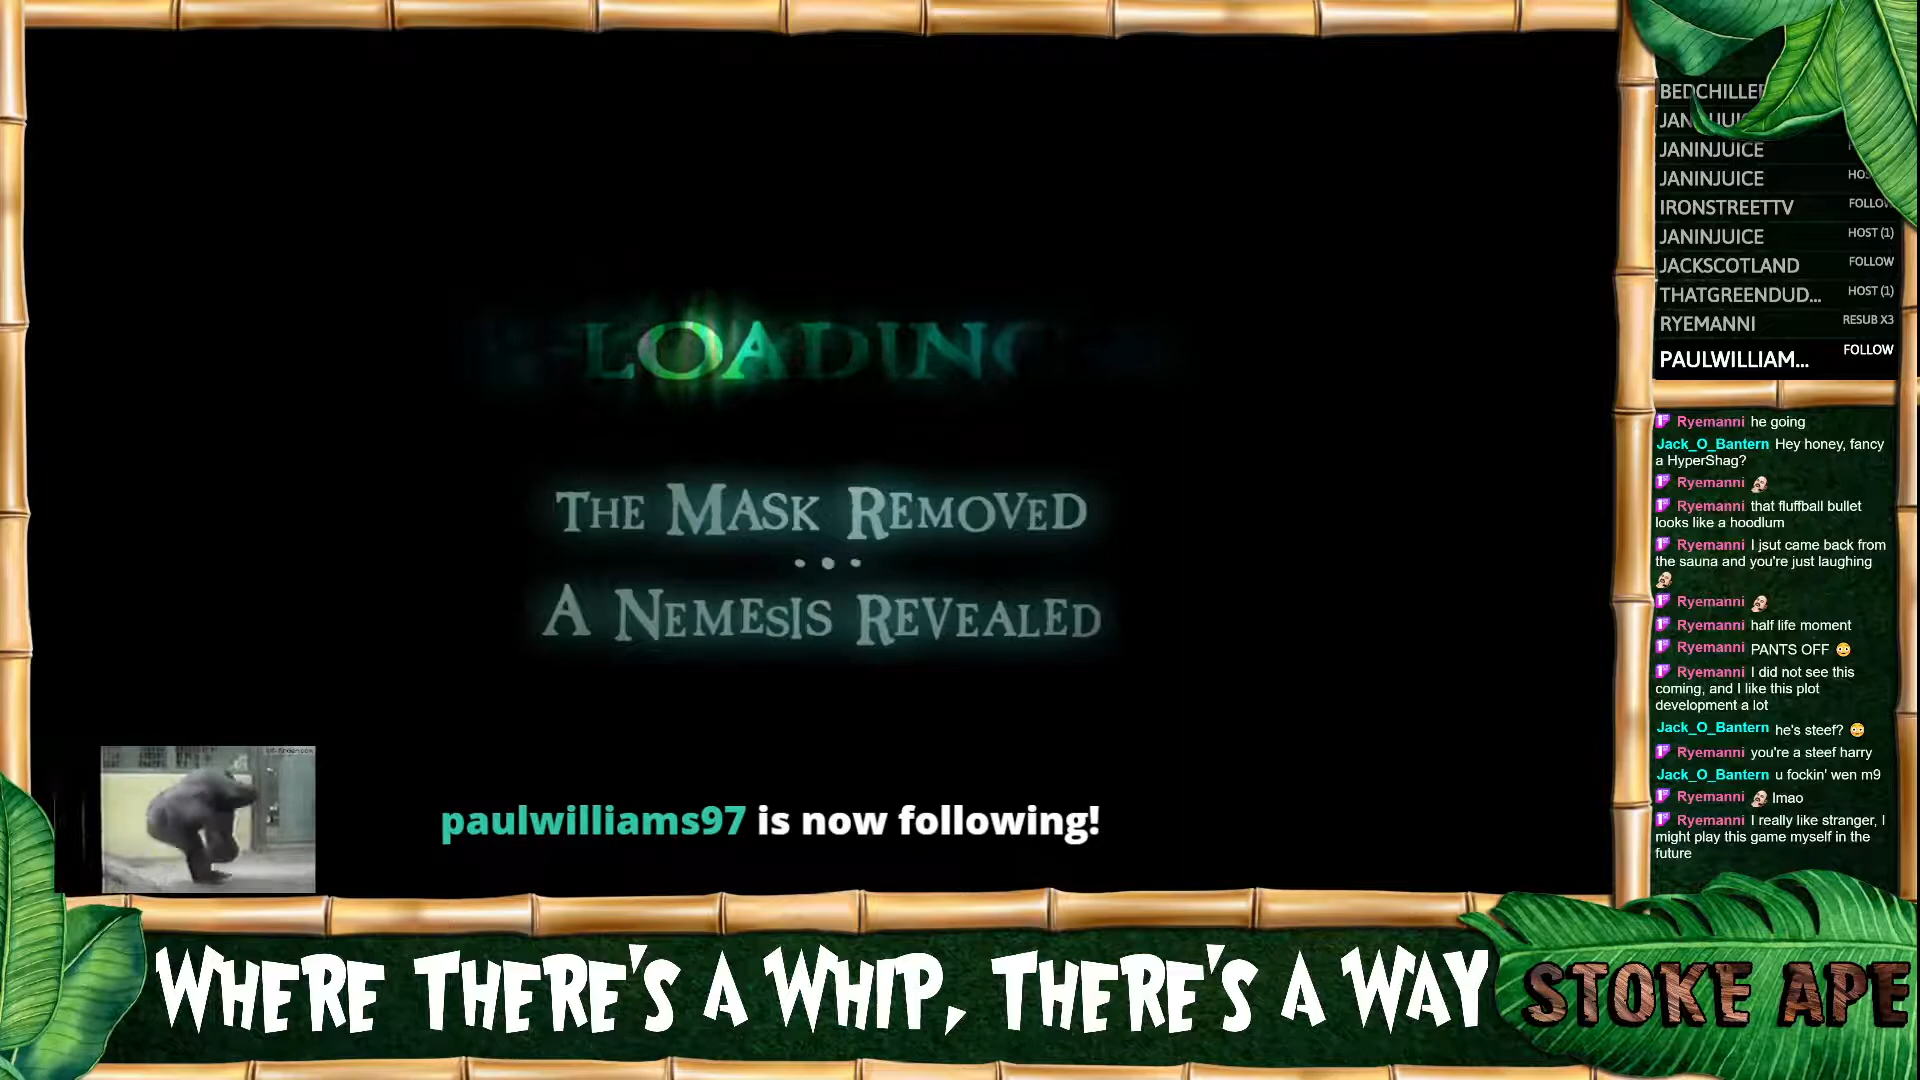 LOADING
THE MASK REMOVED
A NEMESIS REVEALED
paulwilliams97 is now following!
WHERE THERE'S A WHIP, THERE'S A WAY
STOKE APE
JANINJUICE
JANINJUICE
IRONSTREETTV FOLLOW
JANINJUICE HOST (1)
JACKSCOTLAND FOLLOW
THATGREENDUD... HOST (1)
RYEMANNI RESUB X3
PAULWILLIAM... FOLLOW
Ryemanni he going
Jack_O_Bantern Hey honey, fancy
a HyperShag?
Ryemanni
Ryemanni that fluffball bullet
looks like a hoodlum
Ryemanni I jsut came back from
the sauna and you're just laughing
Ryemanni
Ryemanni half life moment
Ryemanni PANTS OFF
Ryemanni I did not see this
coming, and I like this plot
development a lot
Jack_O_Bantern he's steef?
Ryemanni you're a steef harry
Jack_O_Bantern u fockin' wen m9
Ryemanni lmao
Ryemanni I really like stranger, I
might play this game myself in the
future